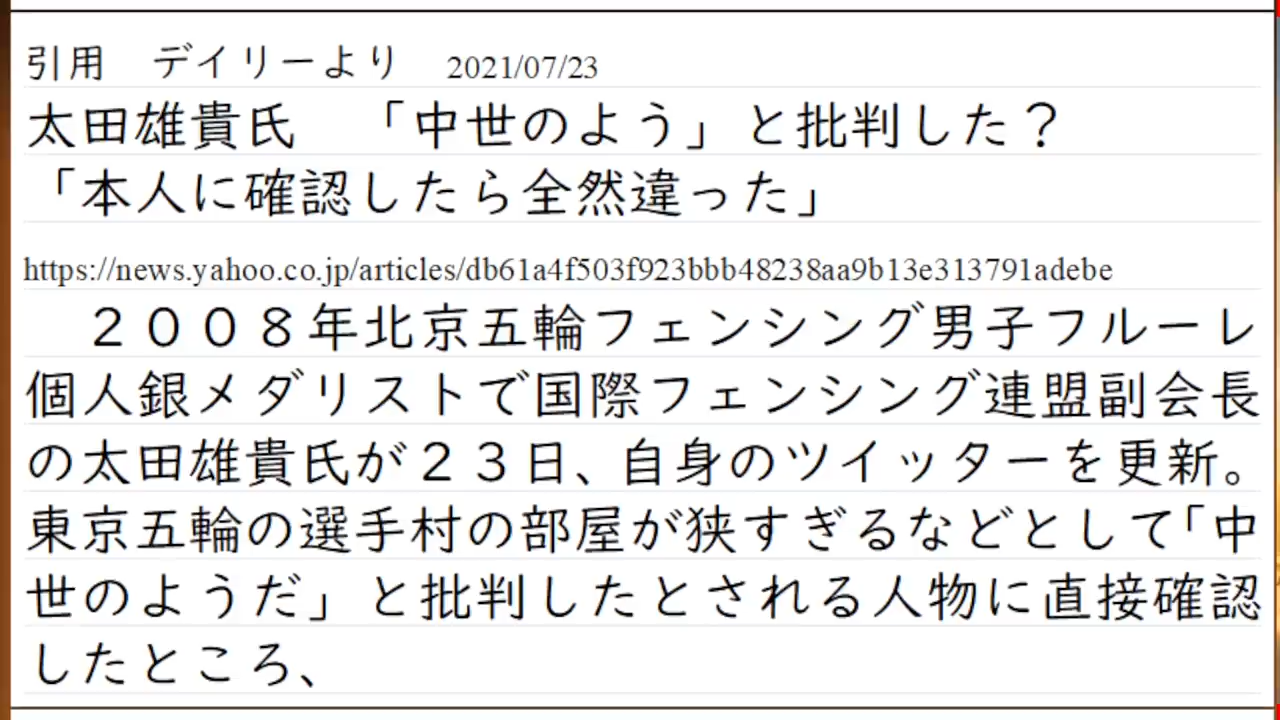 引用　デイリーより　2021/07/23
太田雄貴氏　「中世のよう」と批判した？
「本人に確認したら全然違った」
https://news.yahoo.co.jp/articles/db61a4f503f923bbb48238aa9b13e313791adebe
　２００８年北京五輪フェンシング男子フルーレ
個人銀メダリストで国際フェンシング連盟副会長
の太田雄貴氏が２３日、自身のツイッターを更新。
東京五輪の選手村の部屋が狭すぎるなどとして「中
世のようだ」と批判したとされる人物に直接確認
したところ、